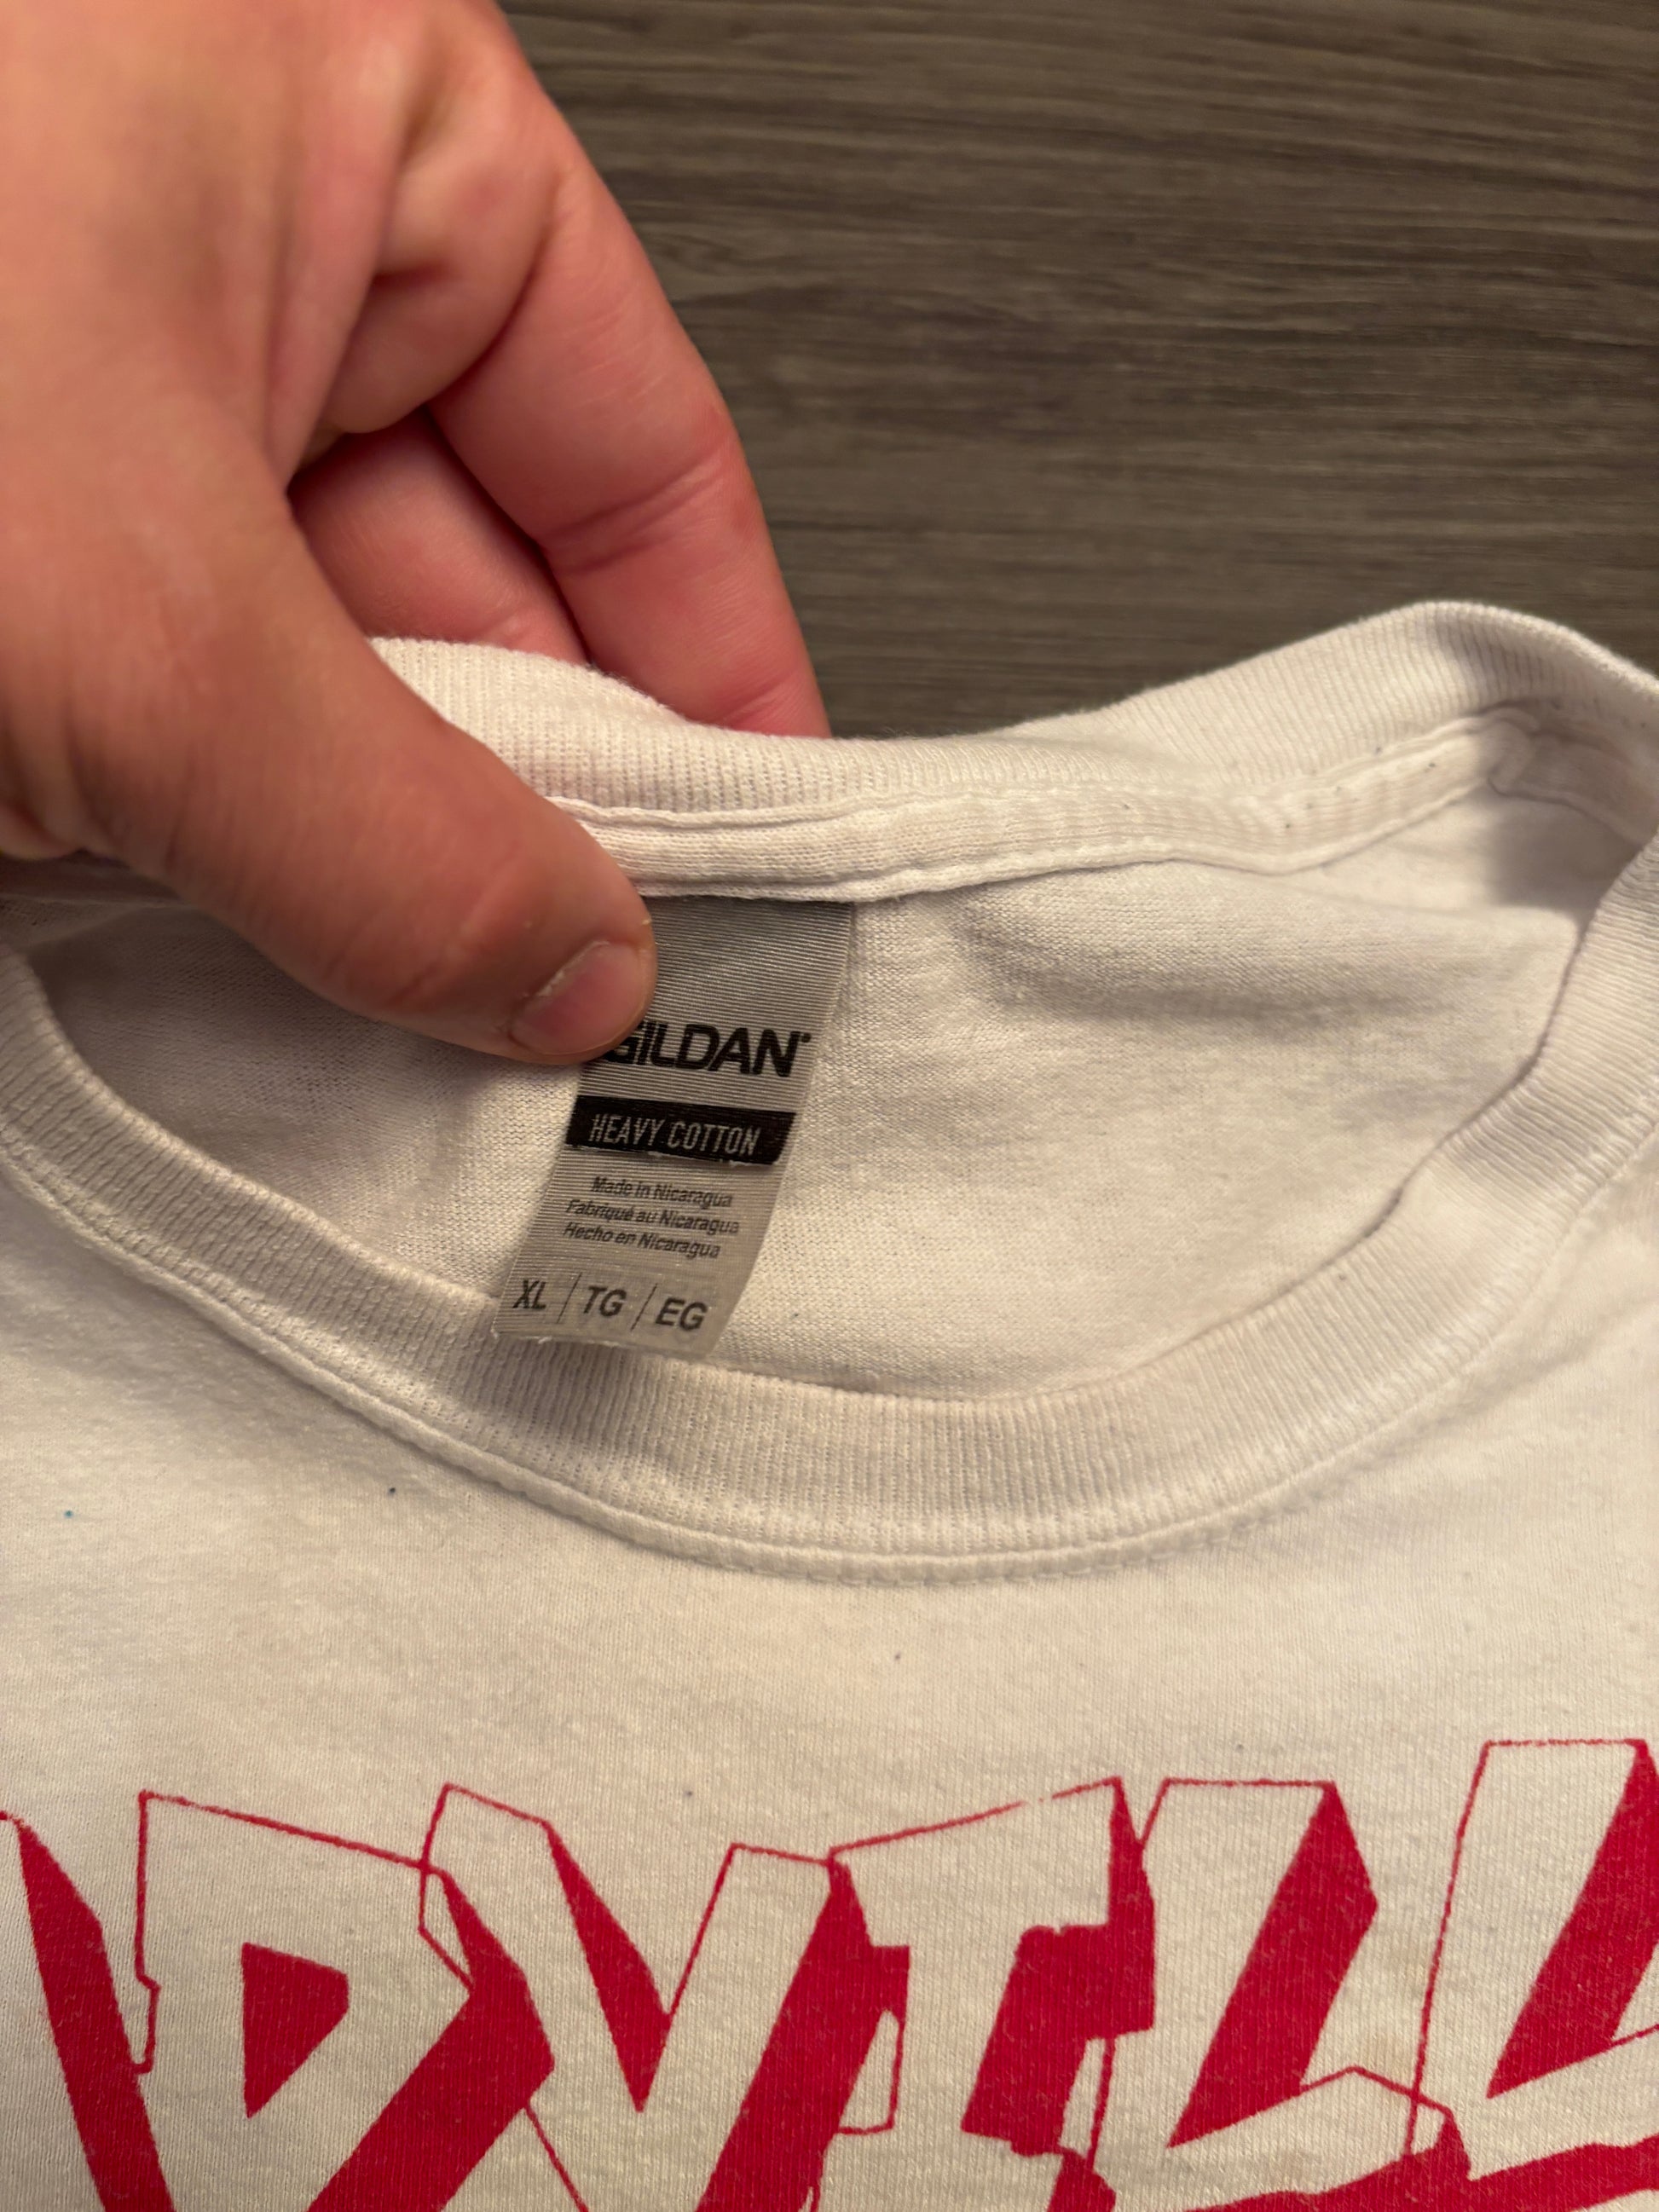 GILDAN®
HEAVY COTTON
Made in Nicaragua
Fabriqué au Nicaragua
Hecho en Nicaragua
XL / TG / EG